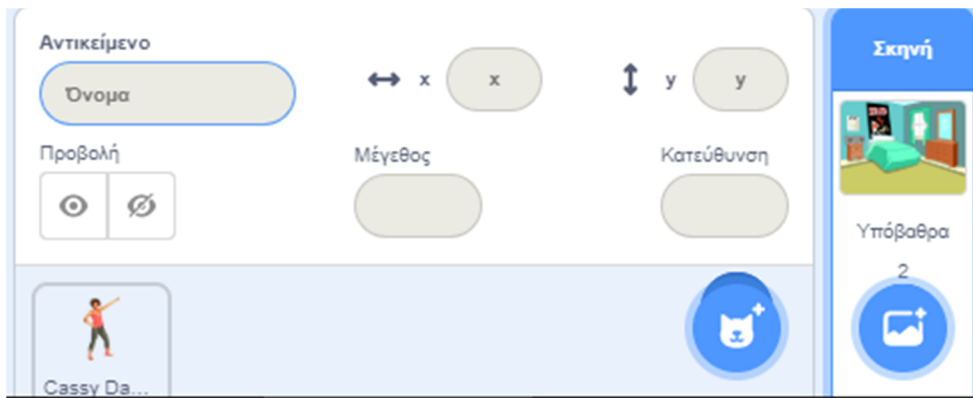 Αντικείμενο
Όνομα
x
x
y
y
Σκηνή
Προβολή
Μέγεθος
Κατεύθυνση
Υπόβαθρα
2
Cassy Da...